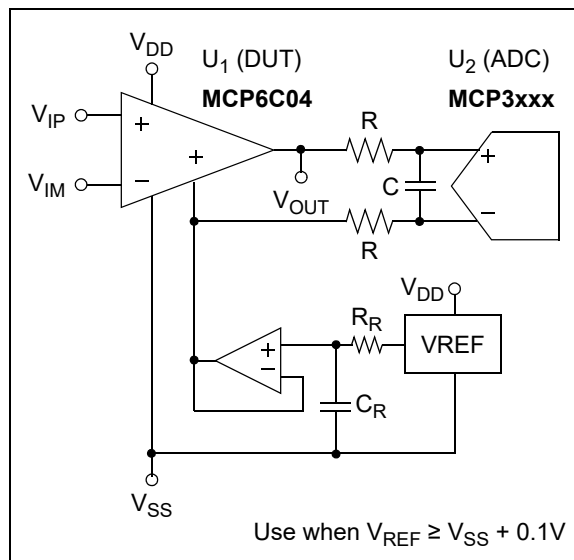 V_DD
U_1 (DUT)
MCP6C04
U_2 (ADC)
MCP3xxx
V_IP
+
V_IM
−
+
R
C
+
−
V_OUT
R
V_DD
R_R
VREF
+
−
C_R
V_SS
Use when V_REF ≥ V_SS + 0.1V